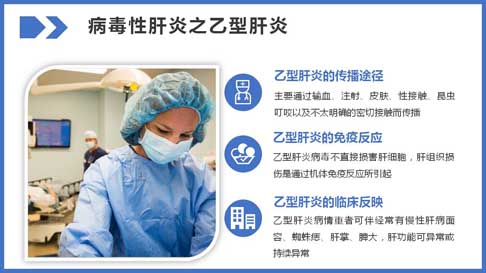 病毒性肝炎之乙型肝炎
乙型肝炎的传播途径
主要通过输血、注射、皮肤、性接触、昆虫
叮咬以及不太明确的密切接触而传播
乙型肝炎的免疫反应
乙型肝炎病毒不直接损害肝细胞，肝组织损
伤是通过机体免疫反应所引起
乙型肝炎的临床反映
乙型肝炎病情重者可伴经常有慢性肝病面
容、蜘蛛痣、肝掌、脾大，肝功能可异常或
持续异常